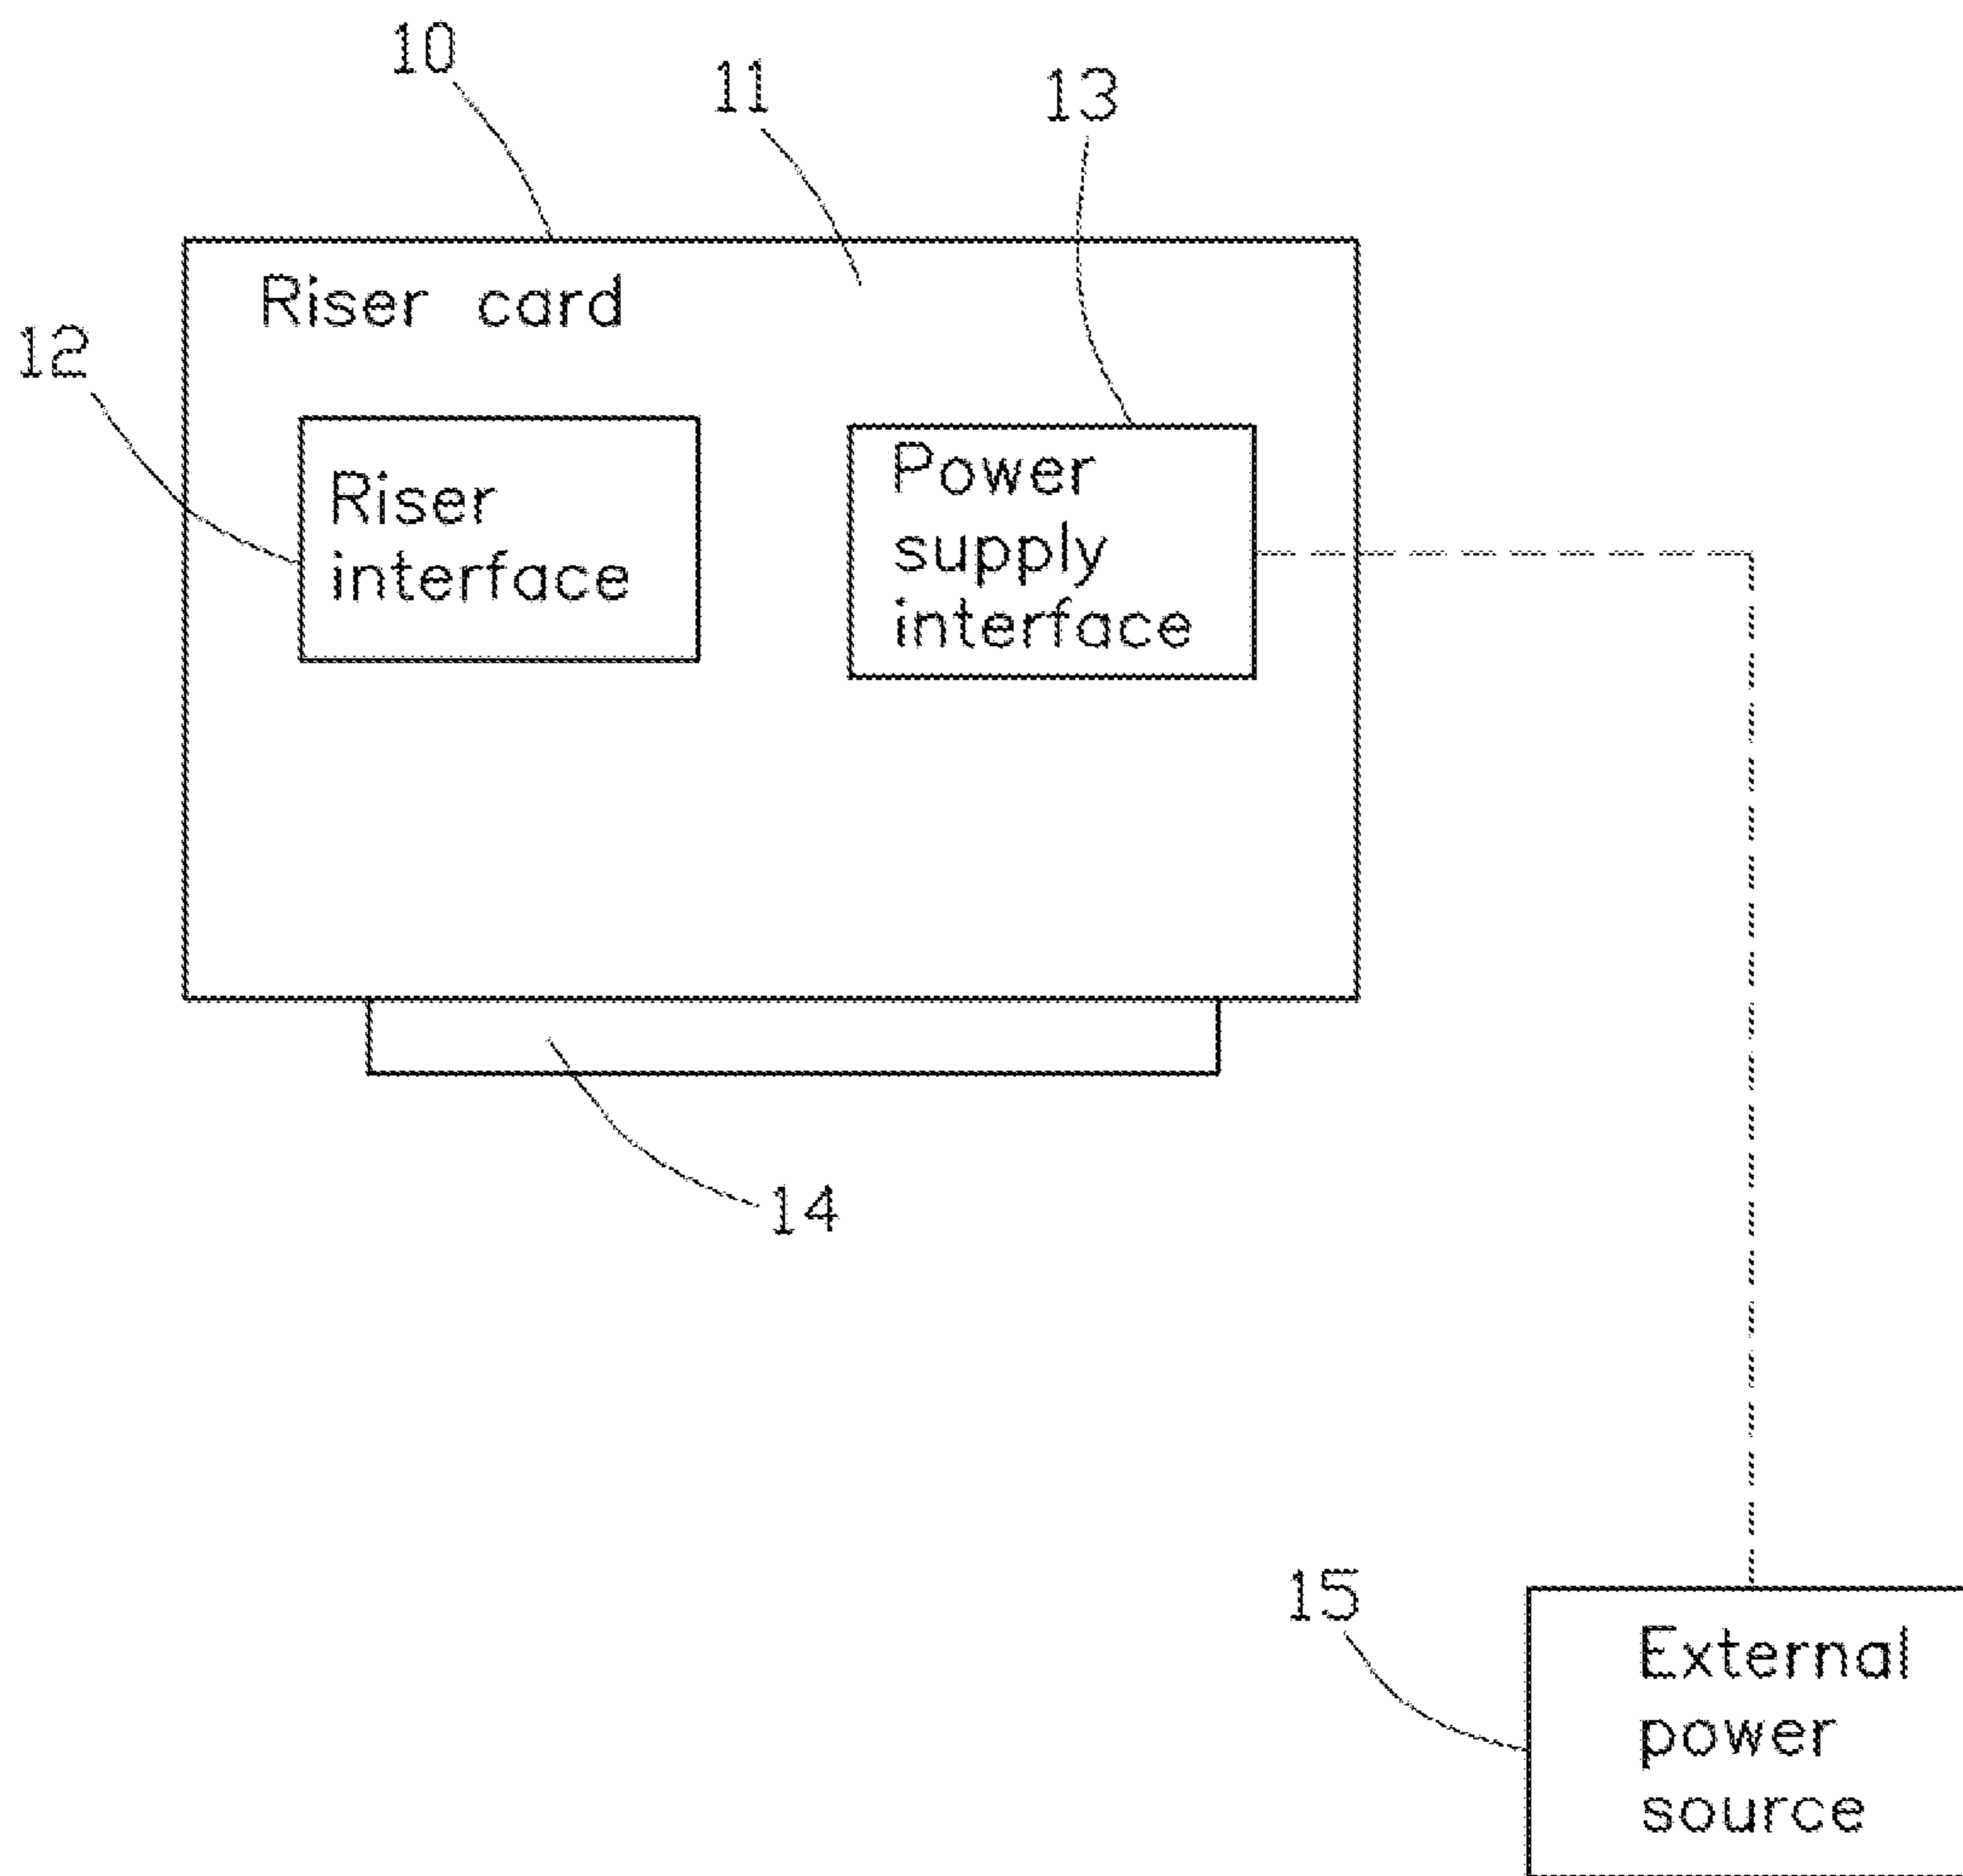 10
11
13
Riser card
12
Riser
interface
Power
supply
interface
14
15
External
power
source